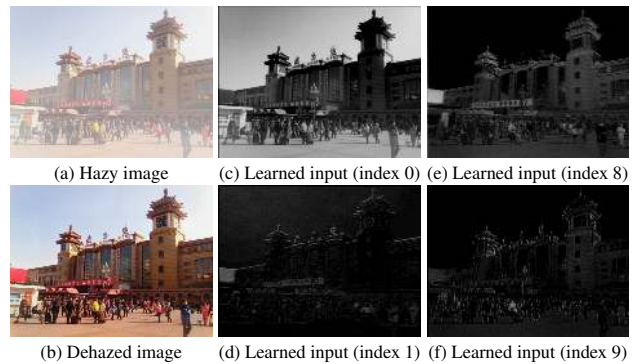 (a) Hazy image
(c) Learned input (index 0)
(e) Learned input (index 8)
(b) Dehazed image
(d) Learned input (index 1)
(f) Learned input (index 9)